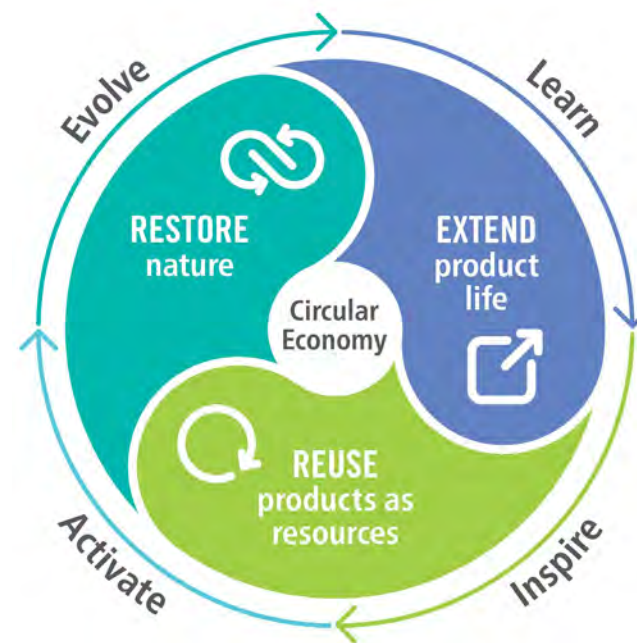 Evolve
Learn
RESTORE
nature
EXTEND
product
life
Circular
Economy
REUSE
products as
resources
Activate
Inspire